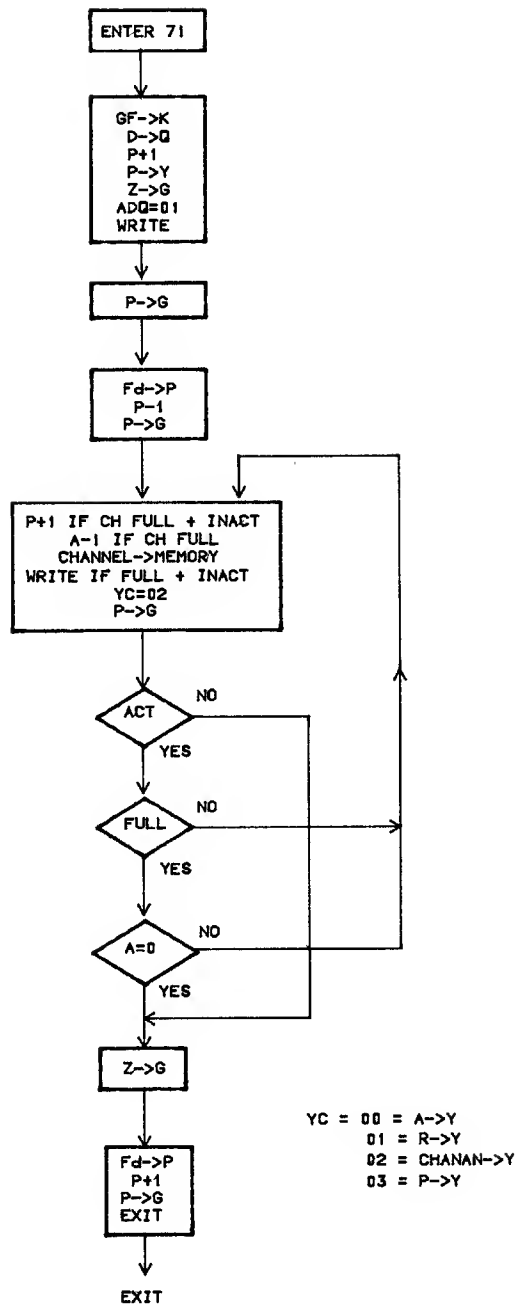 ENTER 71
GF->K
D->Q
P+1
P->Y
Z->G
ADQ=01
WRITE
P->G
Fd->P
P-1
P->G
P+1 IF CH FULL + INACT
A-1 IF CH FULL
CHANNEL->MEMORY
WRITE IF FULL + INACT
YC=02
P->G
ACT
NO
YES
FULL
NO
YES
A=0
NO
YES
Z->G
Fd->P
P+1
P->G
EXIT
EXIT
YC = 00 = A->Y
01 = R->Y
02 = CHANAN->Y
03 = P->Y